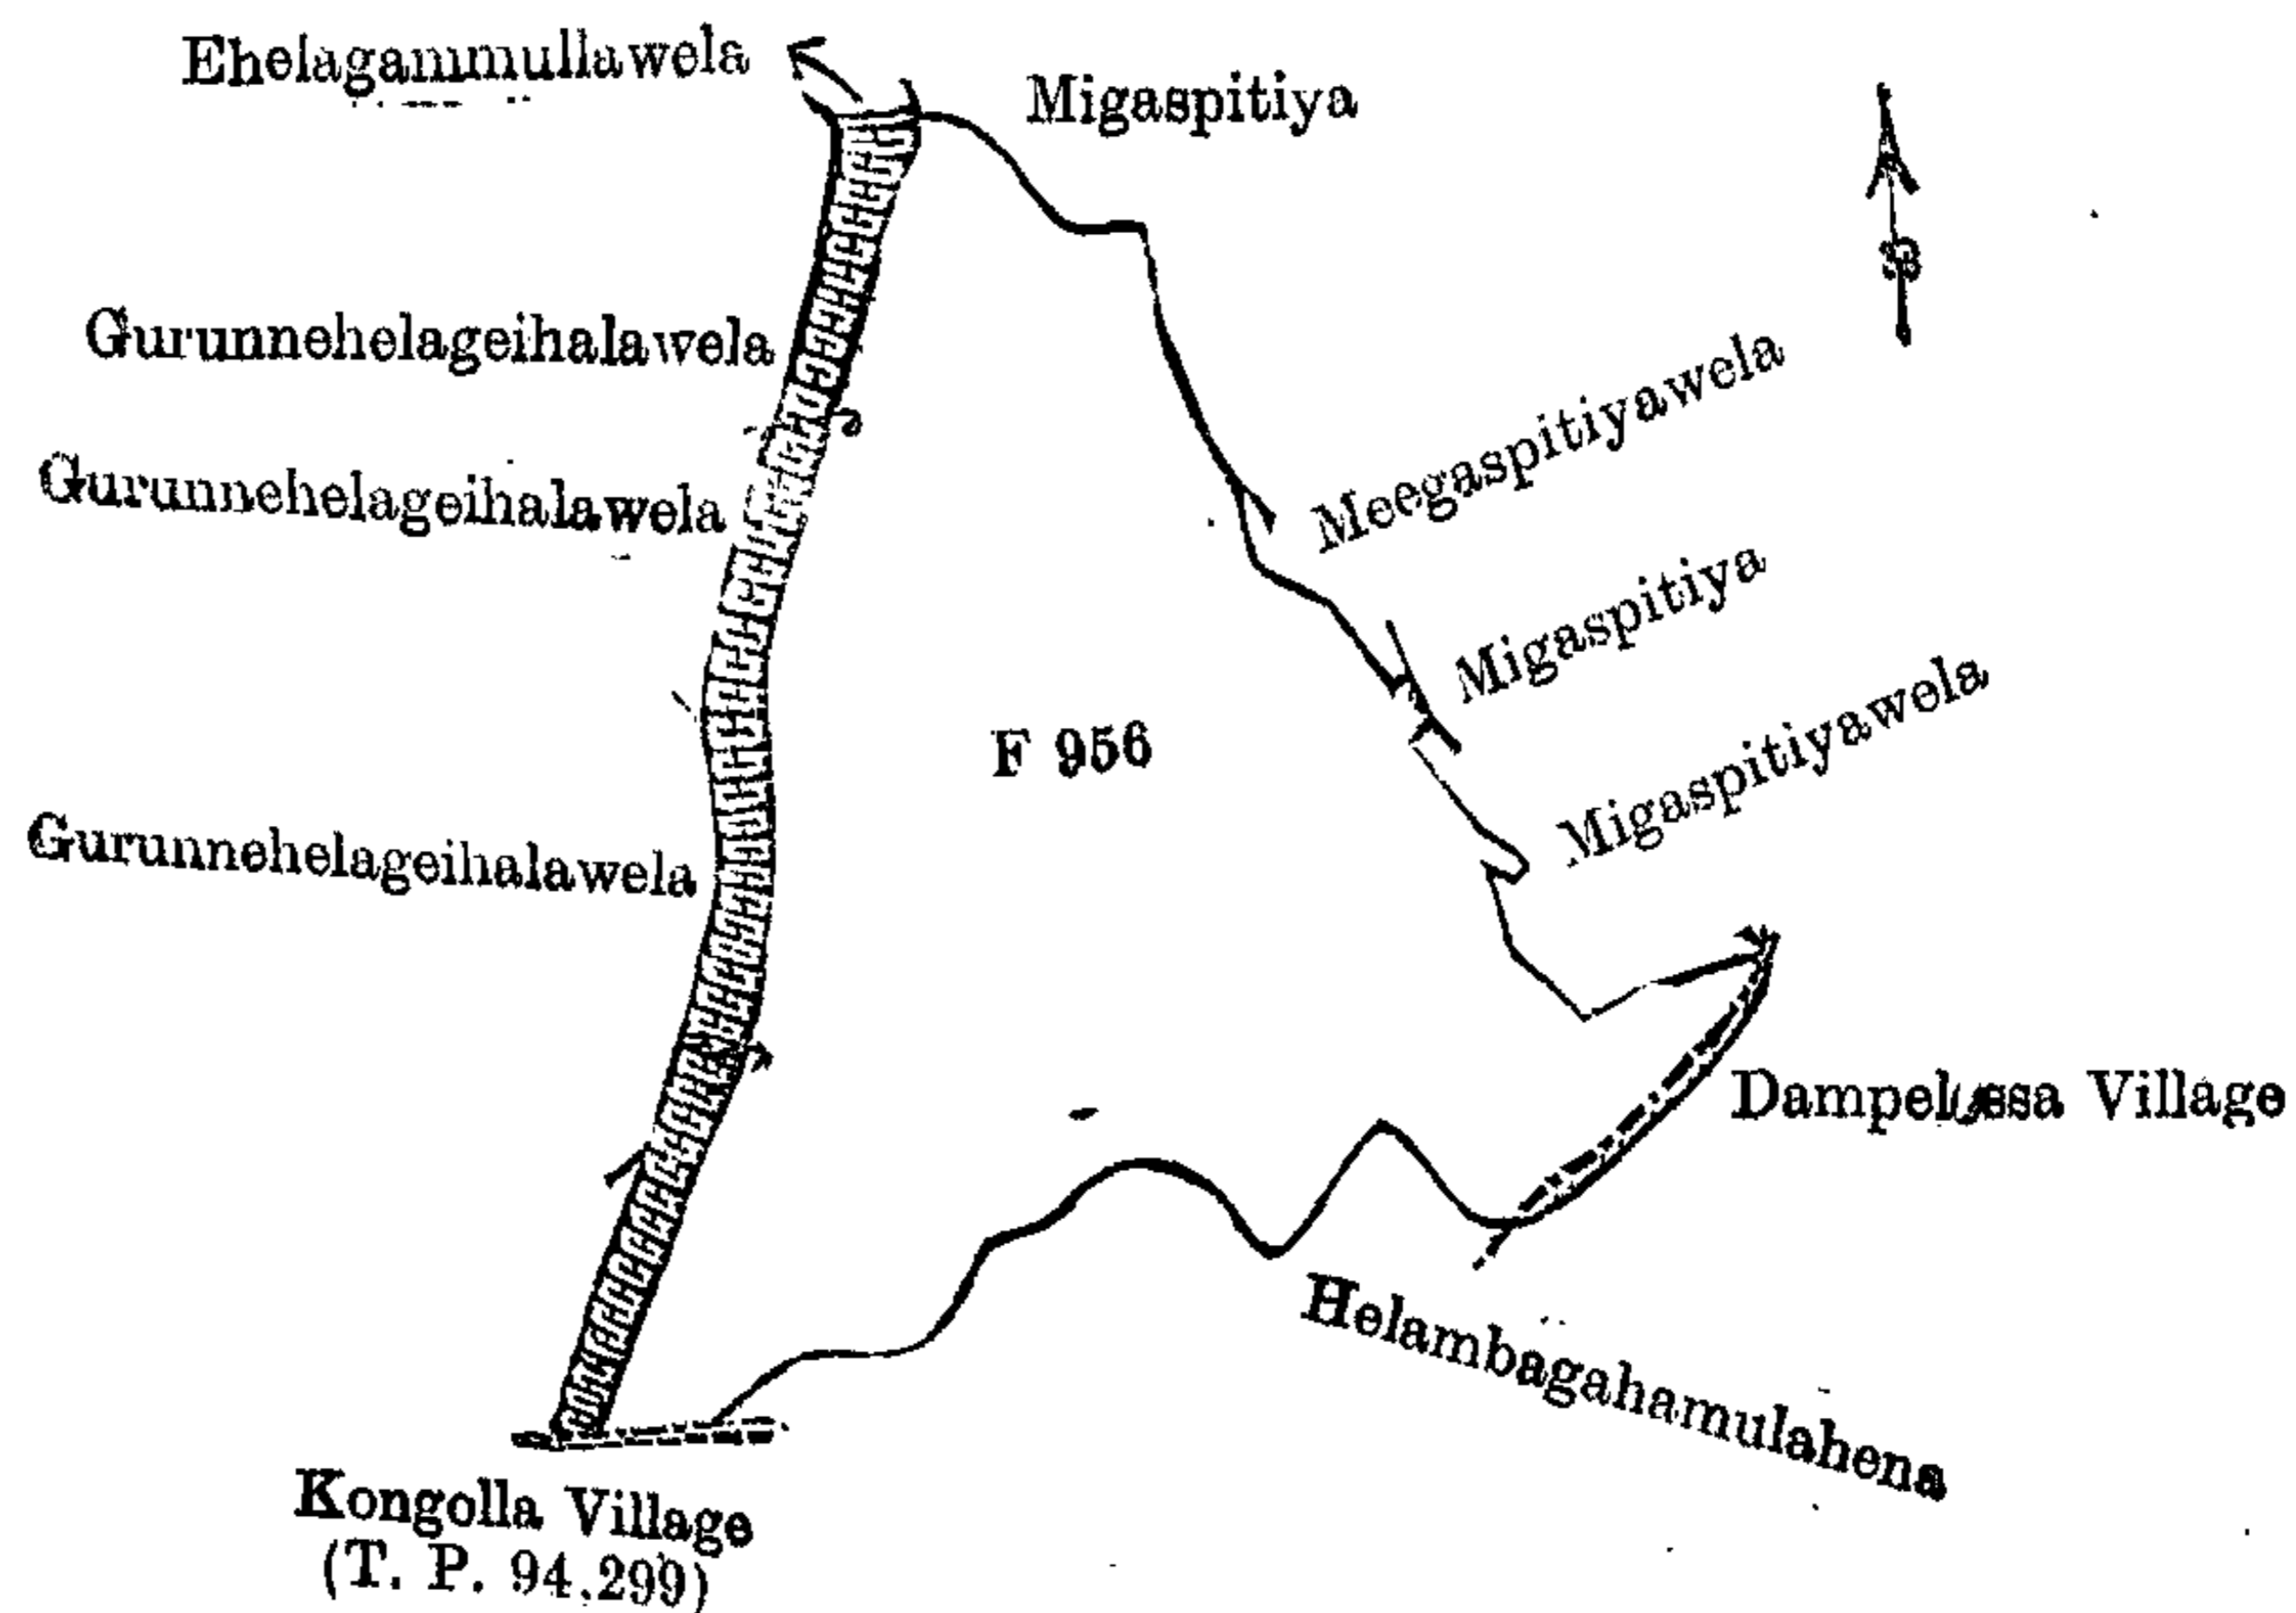 Ehelagammullawela
Migaspitiya
Gurunnehelageihalawela
Meegaspitiyawela
Gurunnehelageihalawela
Migaspitiya
Migaspitiyawela
F 956
Gurunnehelageihalawela
Village
Helambagahamulahena
Kongolla Village
(T. P. 94,299)